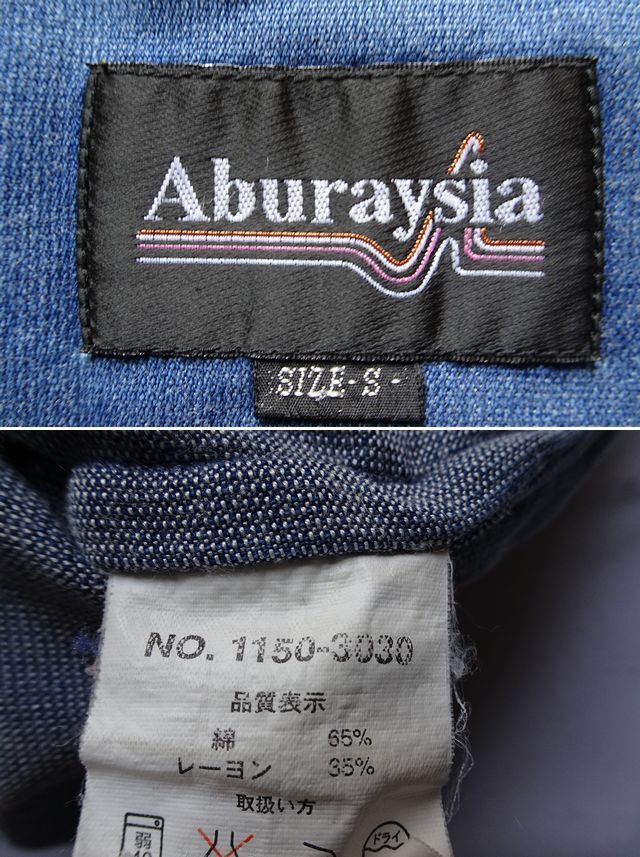 Aburaysia
SIZE-S-
NO. 1150-3030
品質表示
綿 65%
レーヨン 35%
取扱い方
弱
40
ドライ